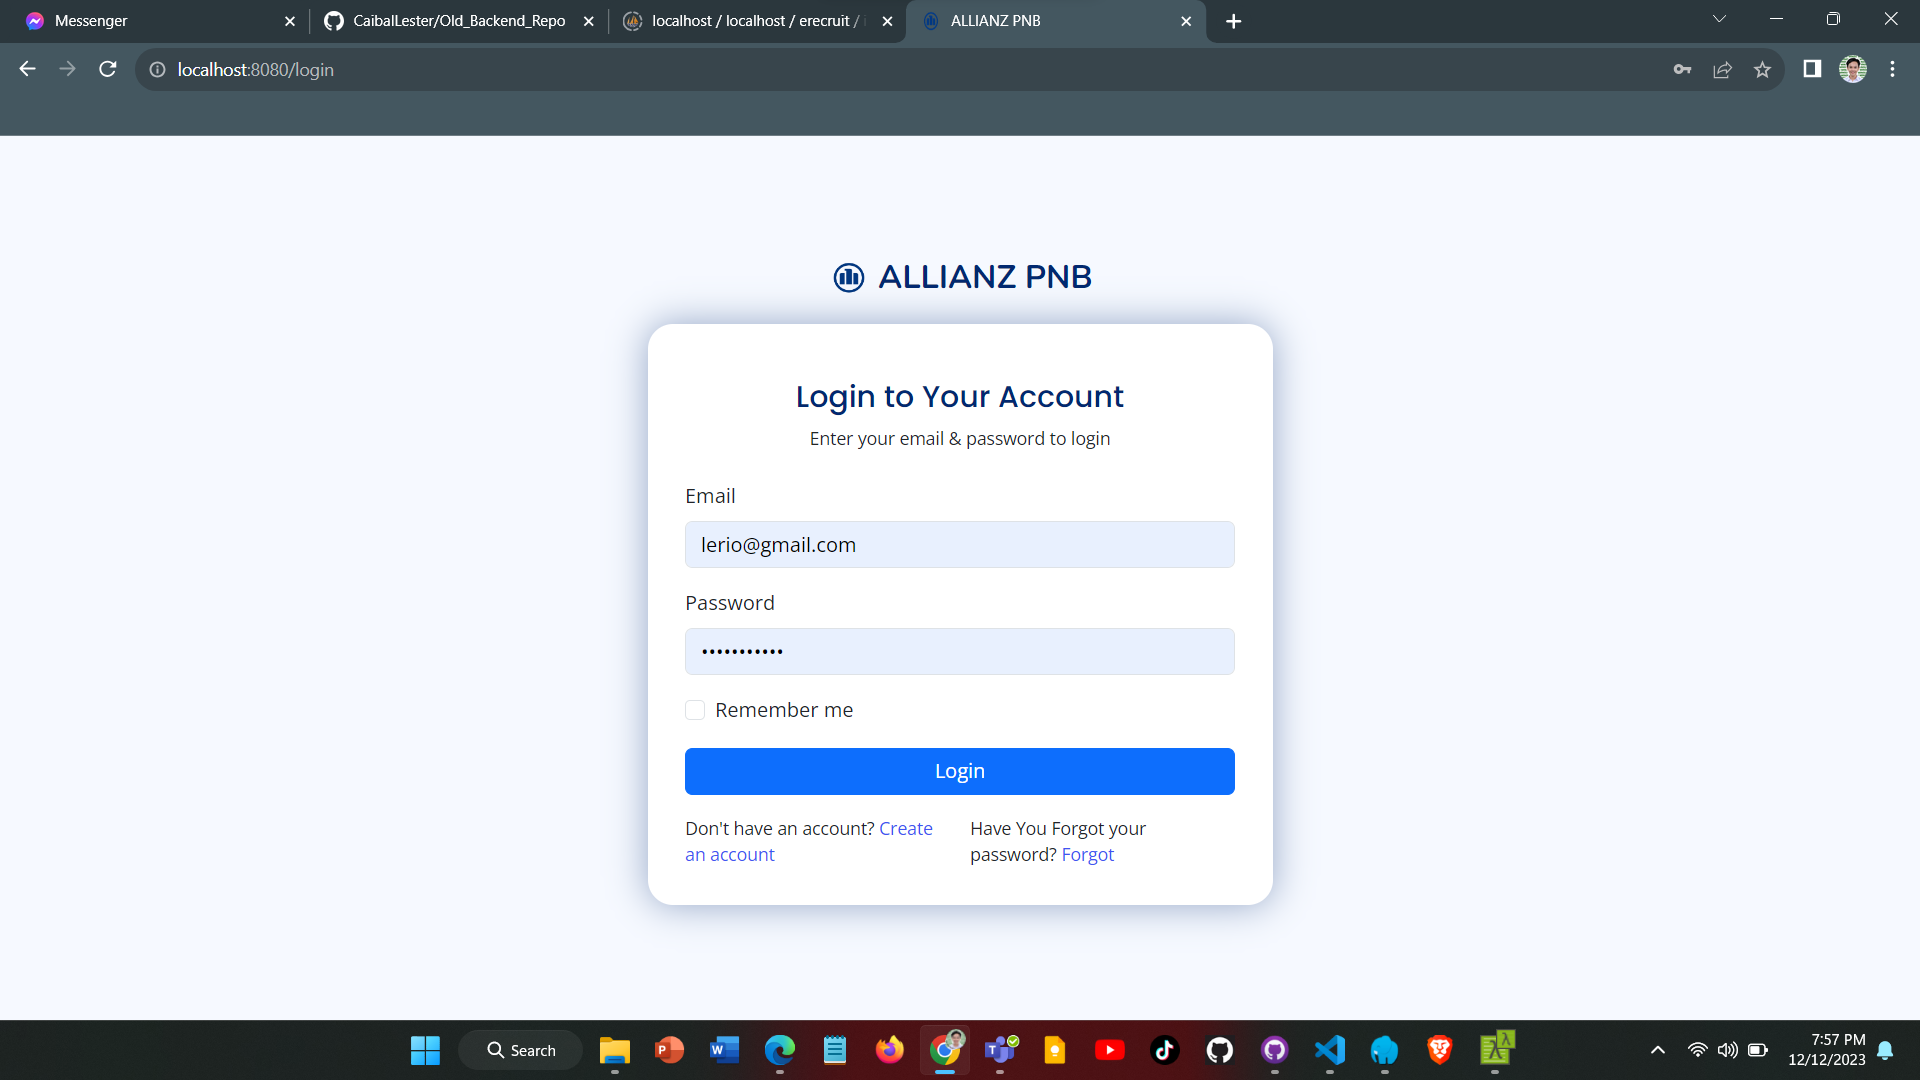 Messenger
CaibalLester/Old_Backend_Repo
localhost / localhost / erecruit /
ALLIANZ PNB
localhost:8080/login
ALLIANZ PNB
Login to Your Account
Enter your email & password to login
Email
lerio@gmail.com
Password
•••••••••••
Remember me
Login
Don't have an account? Create
an account
Have You Forgot your
password? Forgot
Search
7:57 PM
12/12/2023